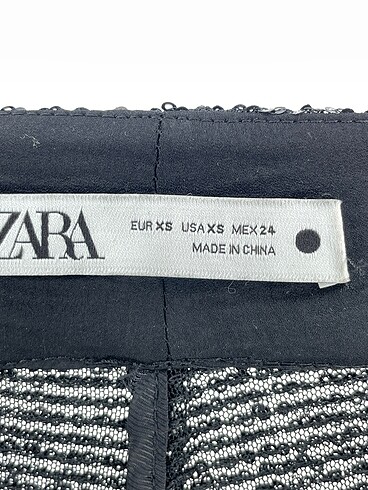 ZARA
EUR XS USA XS MEX 24
MADE IN CHINA